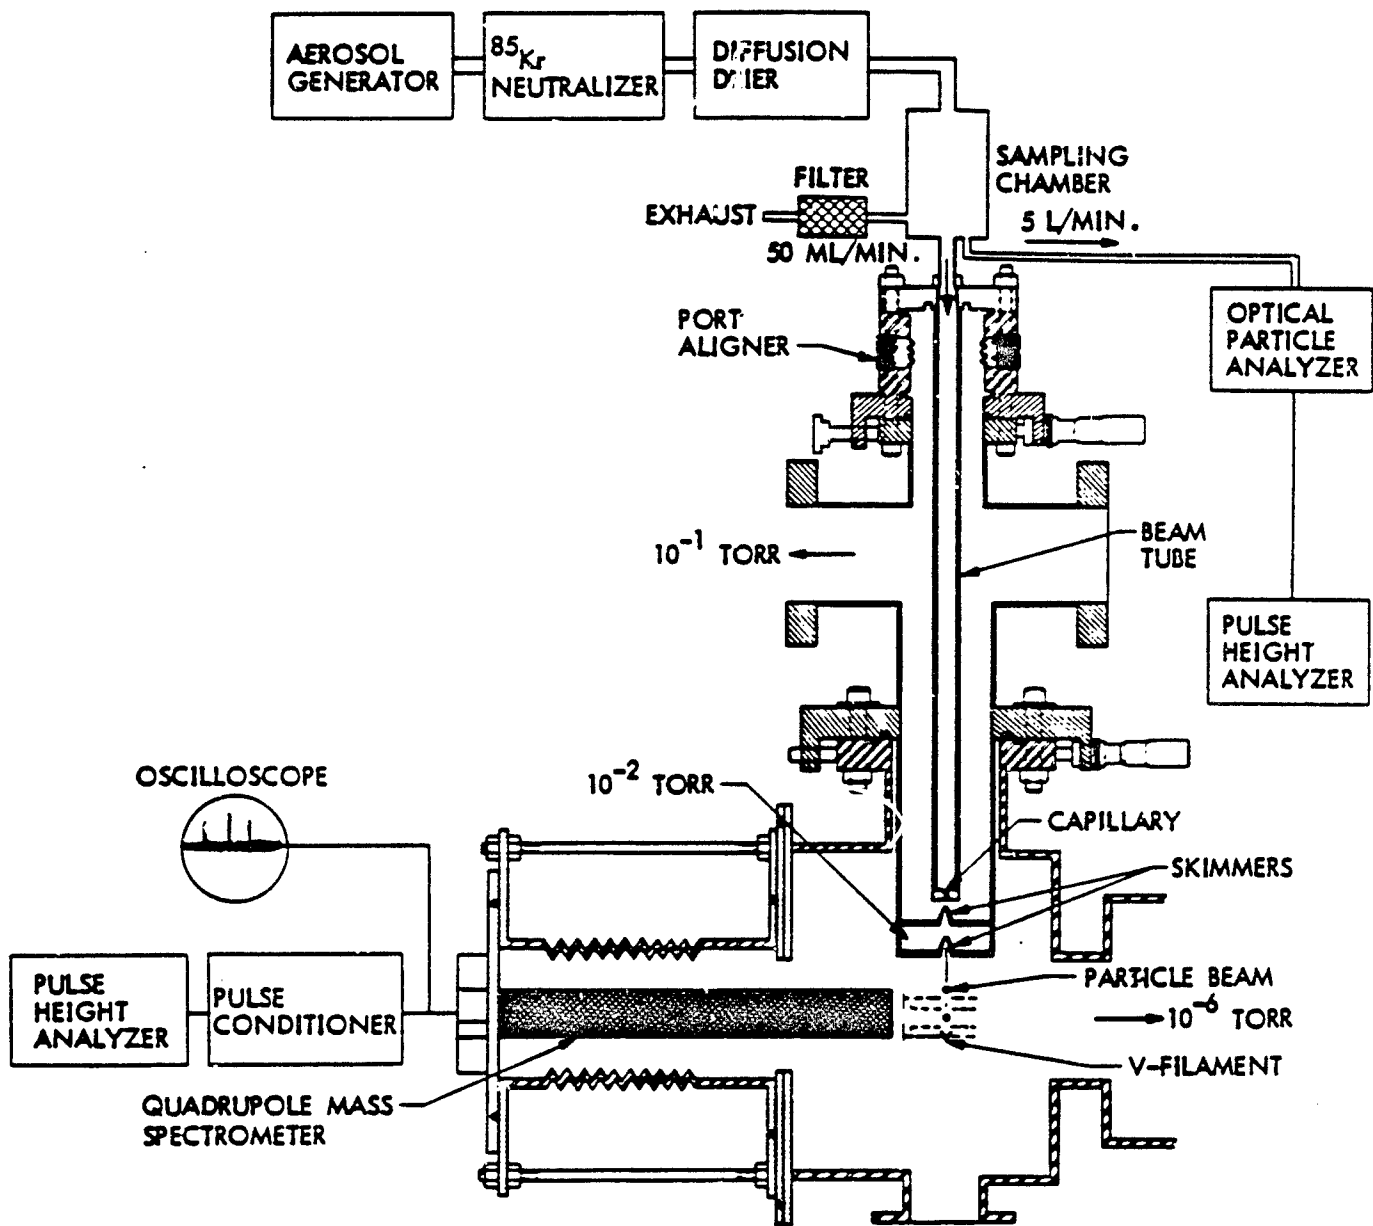 AEROSOL
GENERATOR
85Kr
NEUTRALIZER
DIFFUSION
DRIER
SAMPLING
CHAMBER
FILTER
EXHAUST
5 L/MIN.
50 ML/MIN.
PORT
ALIGNER
OPTICAL
PARTICLE
ANALYZER
10-1 TORR
BEAM
TUBE
PULSE
HEIGHT
ANALYZER
OSCILLOSCOPE
10-2 TORR
CAPILLARY
SKIMMERS
PULSE
HEIGHT
ANALYZER
PULSE
CONDITIONER
PARTICLE BEAM
10-6 TORR
V-FILAMENT
QUADRUPOLE MASS
SPECTROMETER